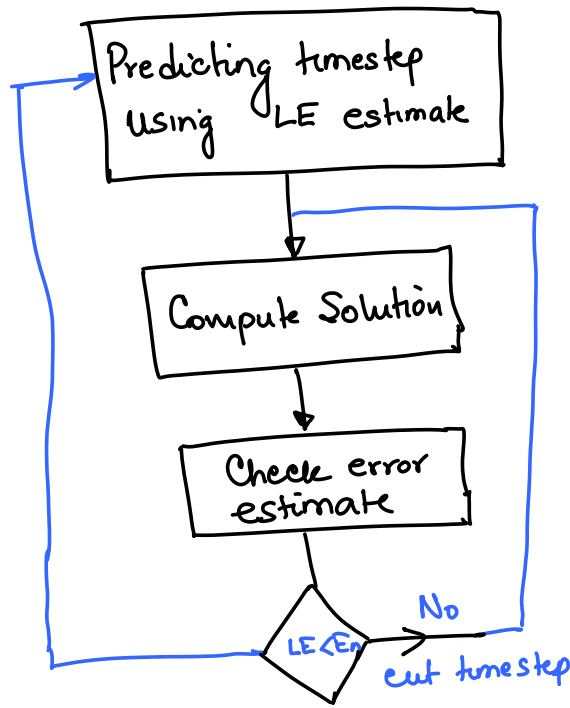 Predicting timestep
using LE estimate
Compute Solution
Check error
estimate
LE<En
No
cut timestep